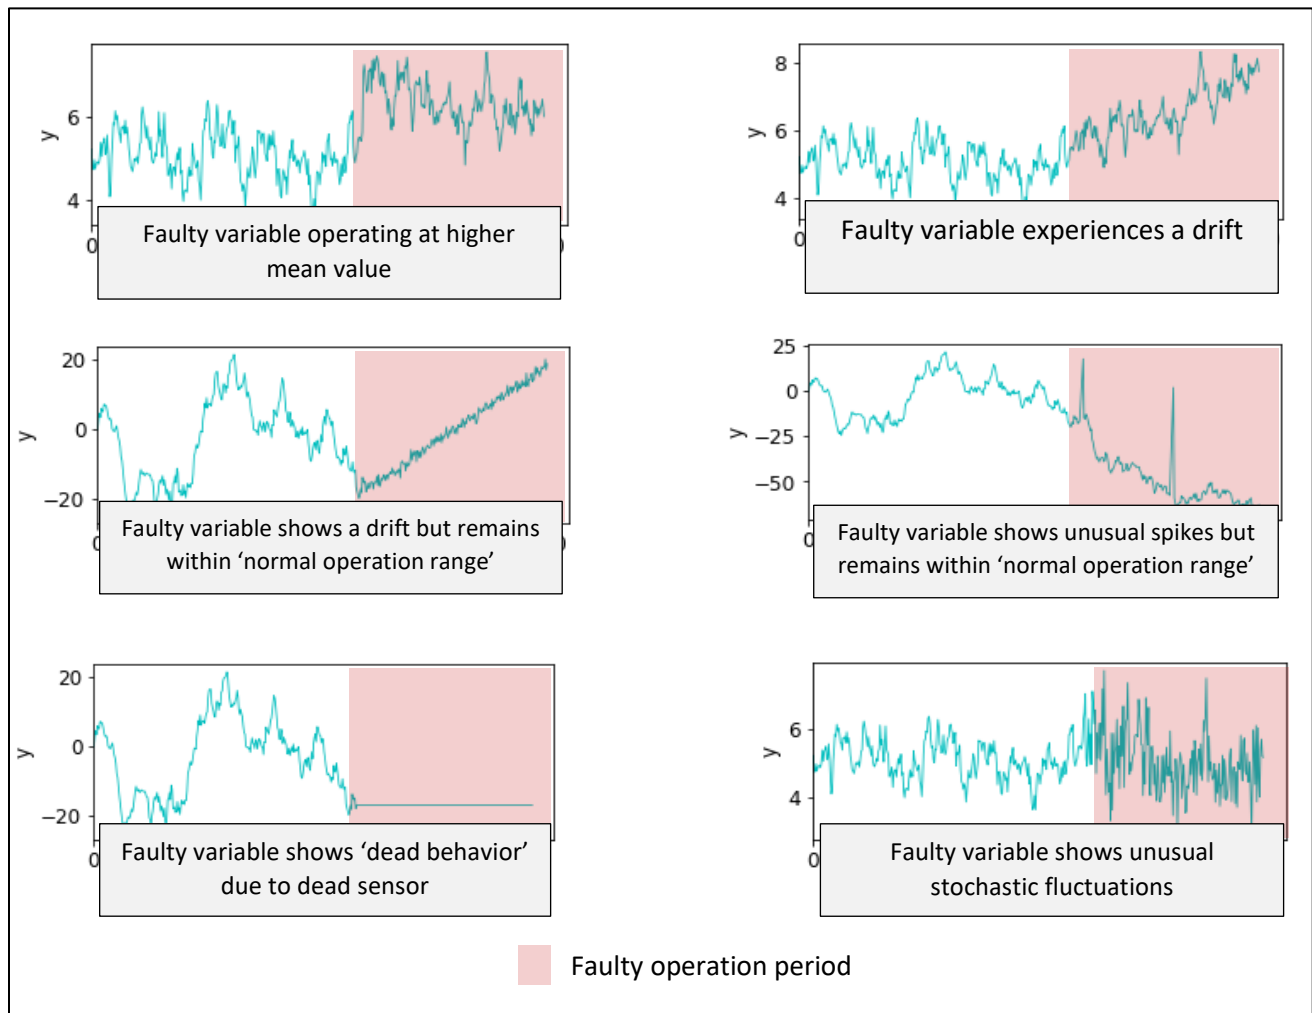 6
4
y
0
0
Faulty variable operating at higher
mean value
8
6
4
y
0
Faulty variable experiences a drift
20
0
−20
y
0
0
Faulty variable shows a drift but remains
within ‘normal operation range’
25
0
−25
−50
y
0
Faulty variable shows unusual spikes but
remains within ‘normal operation range’
20
0
−20
y
0
Faulty variable shows ‘dead behavior’
due to dead sensor
6
4
y
0
Faulty variable shows unusual
stochastic fluctuations
Faulty operation period